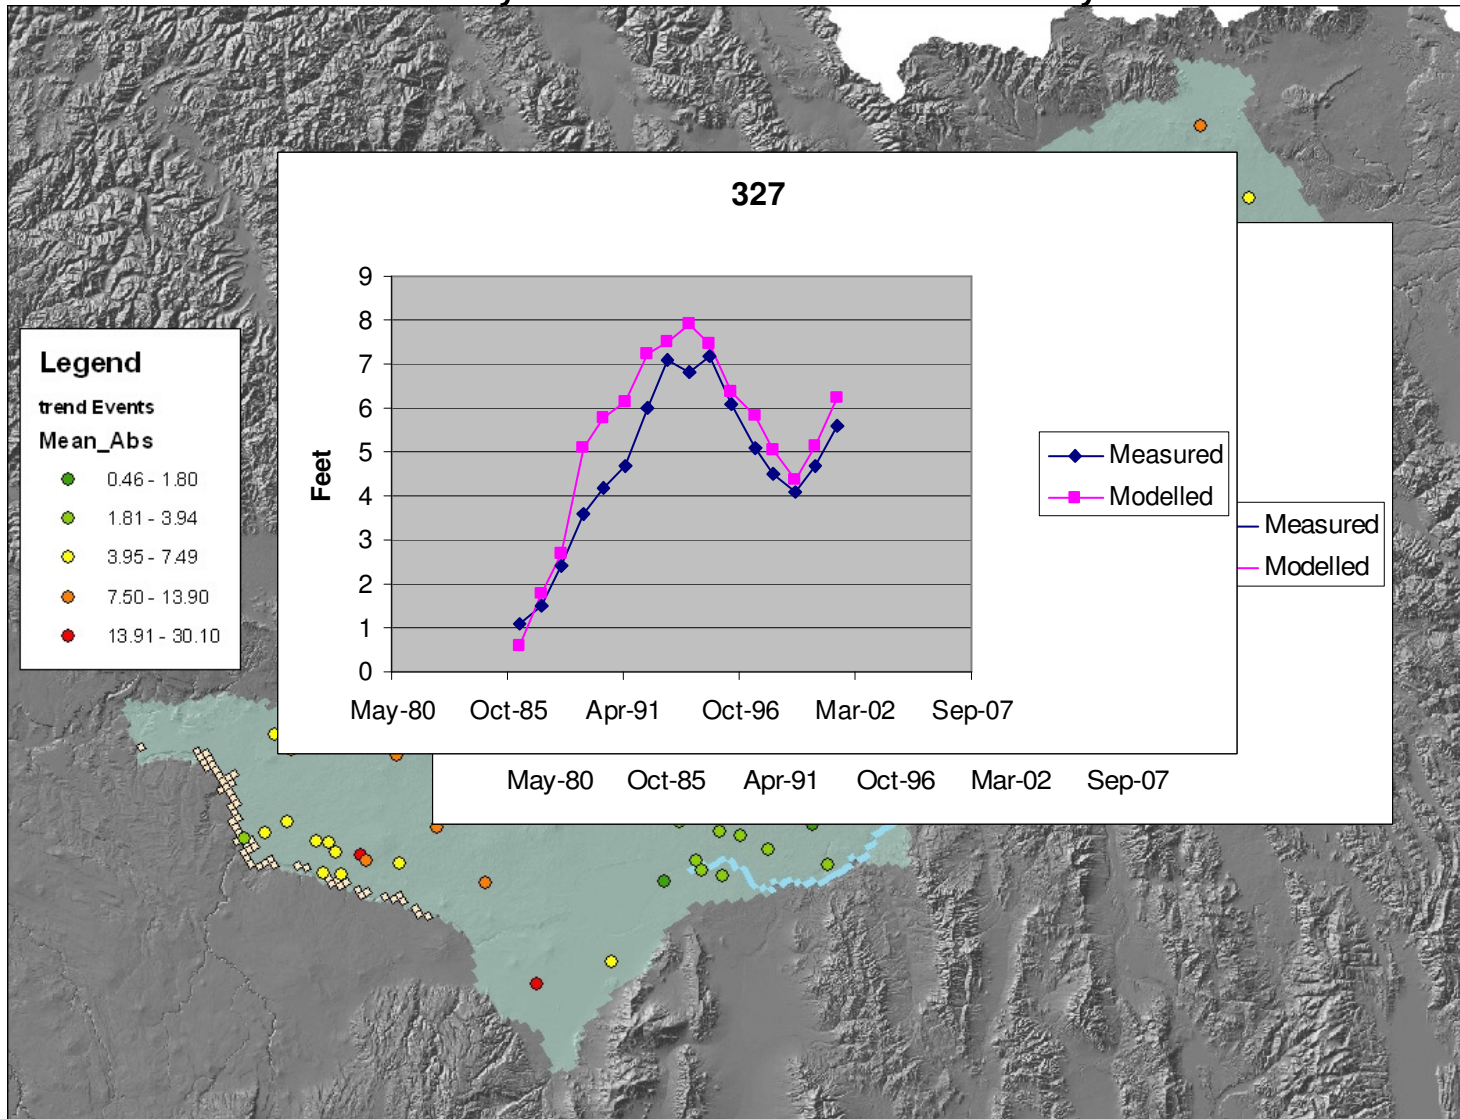 327
9
8
7
6
5
4
3
2
1
0
Feet
May-80 Oct-85 Apr-91 Oct-96 Mar-02 Sep-07
Measured
Modelled
Measured
Modelled
May-80 Oct-85 Apr-91 Oct-96 Mar-02 Sep-07
Legend
trend Events
Mean_Abs
0.46 - 1.80
1.81 - 3.94
3.95 - 7.49
7.50 - 13.90
13.91 - 30.10